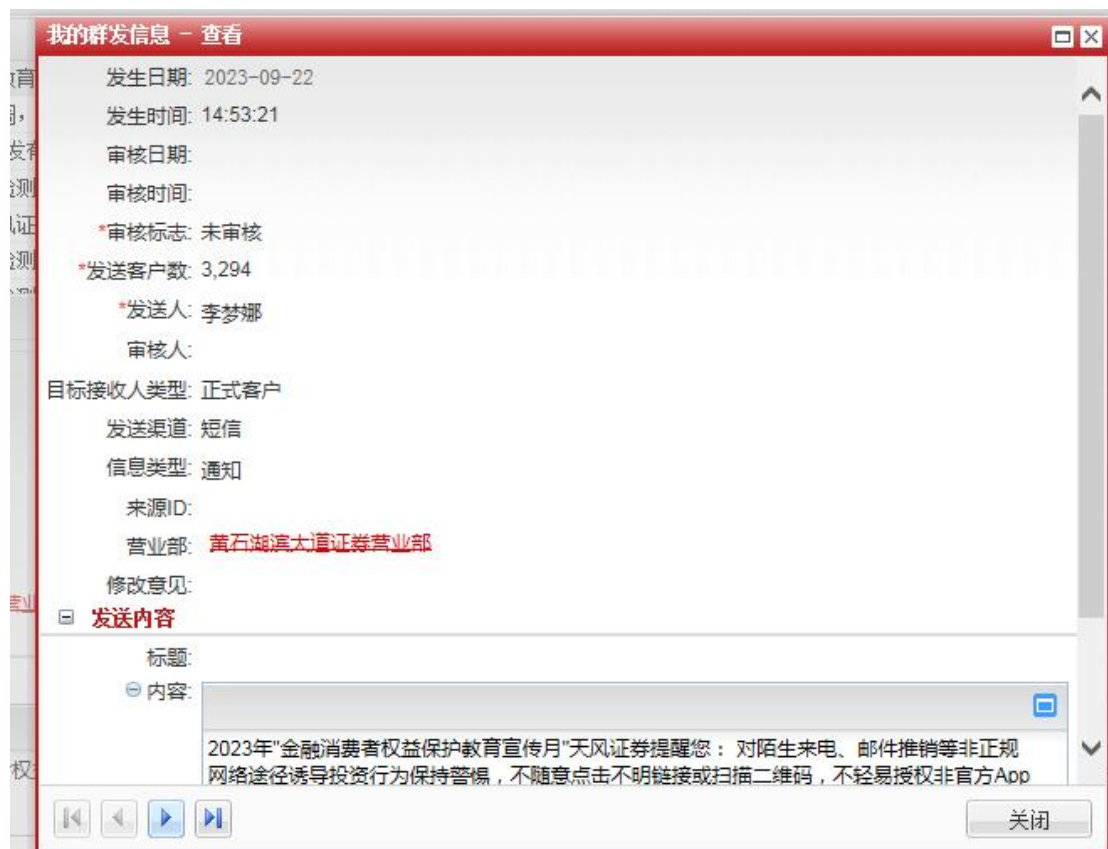 我的群发信息 - 查看
发生日期: 2023-09-22
发生时间: 14:53:21
审核日期:
审核时间:
*审核标志: 未审核
*发送客户数: 3,294
*发送人: 李梦娜
审核人:
目标接收人类型: 正式客户
发送渠道: 短信
信息类型: 通知
来源ID:
营业部: 黄石湖滨大道证券营业部
修改意见:
发送内容
标题:
内容:
2023年"金融消费者权益保护教育宣传月"天风证券提醒您: 对陌生来电、邮件推销等非正规
网络途径诱导投资行为保持警惕，不随意点击不明链接或扫描二维码，不轻易授权非官方App
关闭